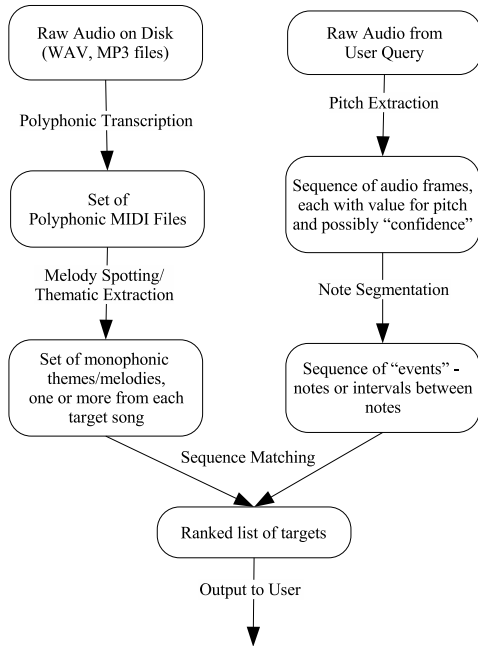 Raw Audio on Disk
(WAV, MP3 files)
Polyphonic Transcription
Set of
Polyphonic MIDI Files
Melody Spotting/
Thematic Extraction
Set of monophonic
themes/melodies,
one or more from each
target song
Raw Audio from
User Query
Pitch Extraction
Sequence of audio frames,
each with value for pitch
and possibly “confidence”
Note Segmentation
Sequence of “events” -
notes or intervals between
notes
Sequence Matching
Ranked list of targets
Output to User